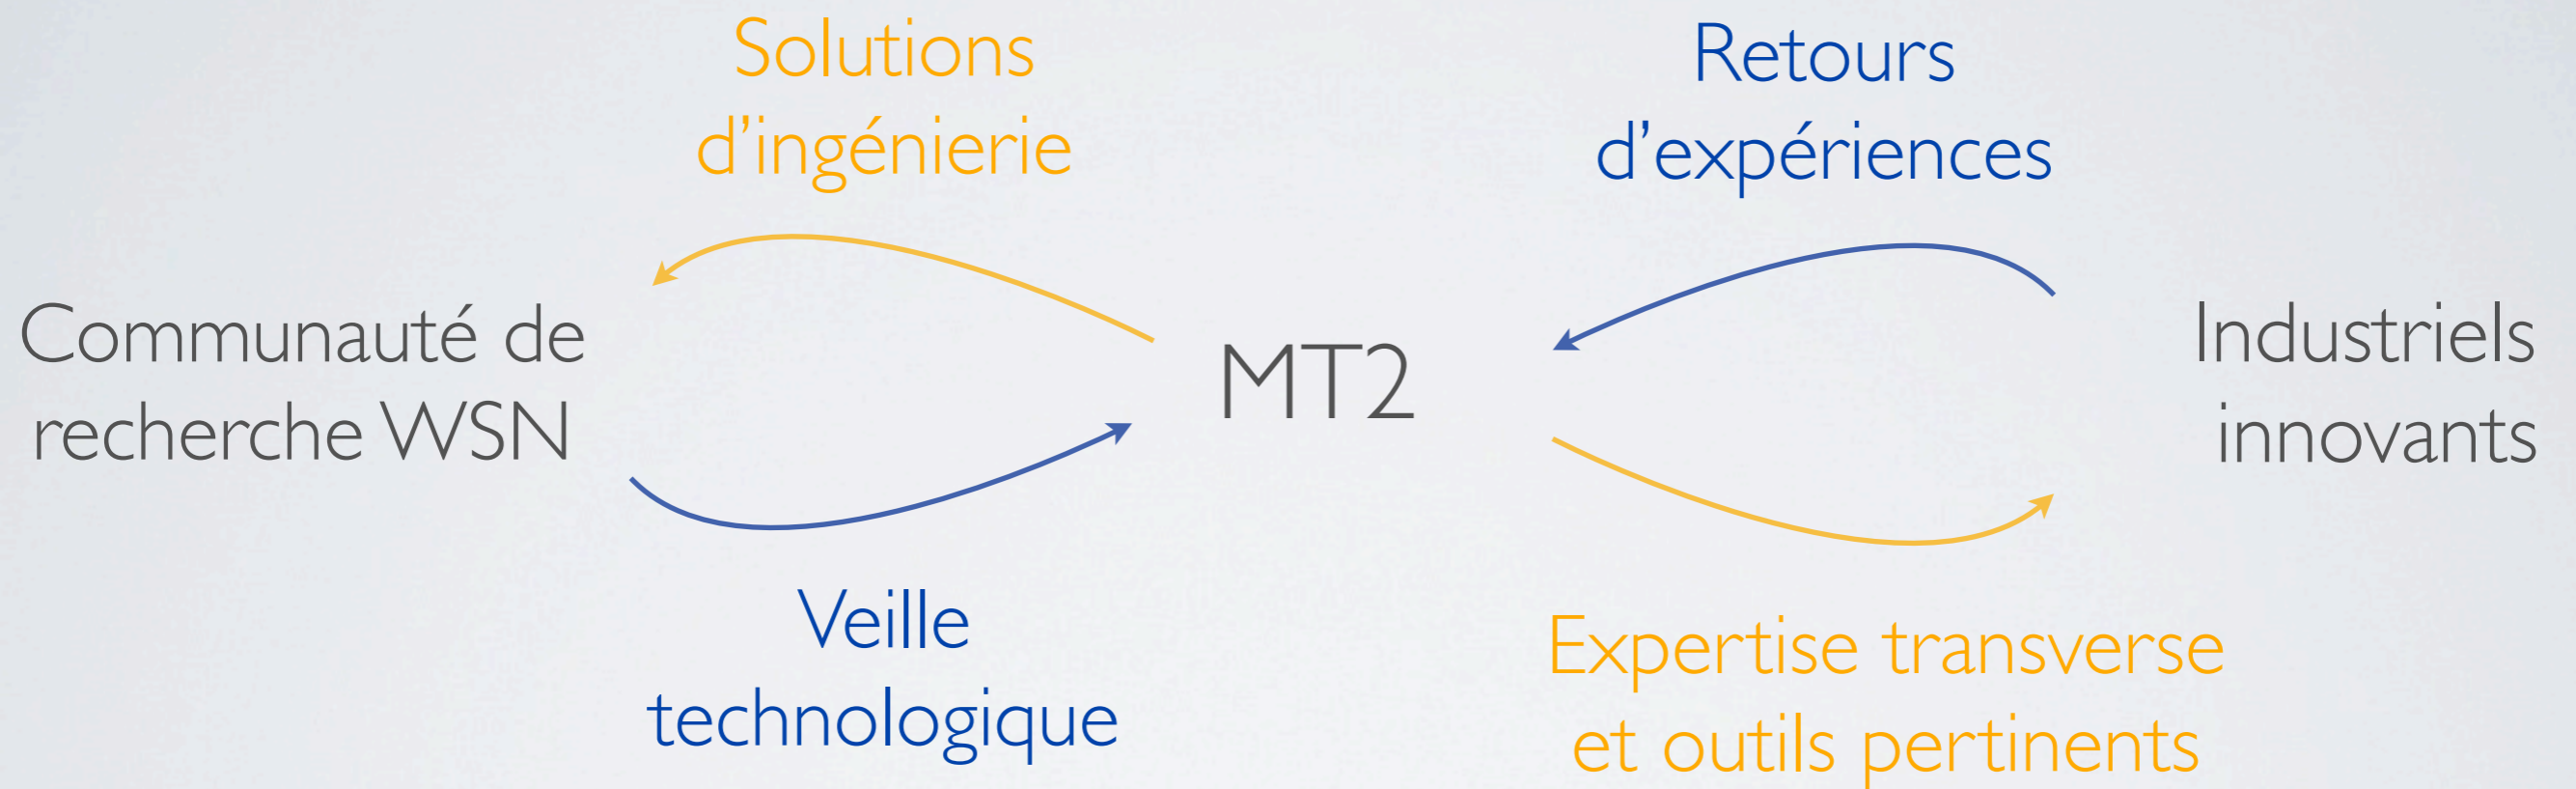 Solutions
d'ingénierie
Retours
d'expériences
Communauté de
recherche WSN
MT2
Industriels
innovants
Veille
technologique
Expertise transverse
et outils pertinents